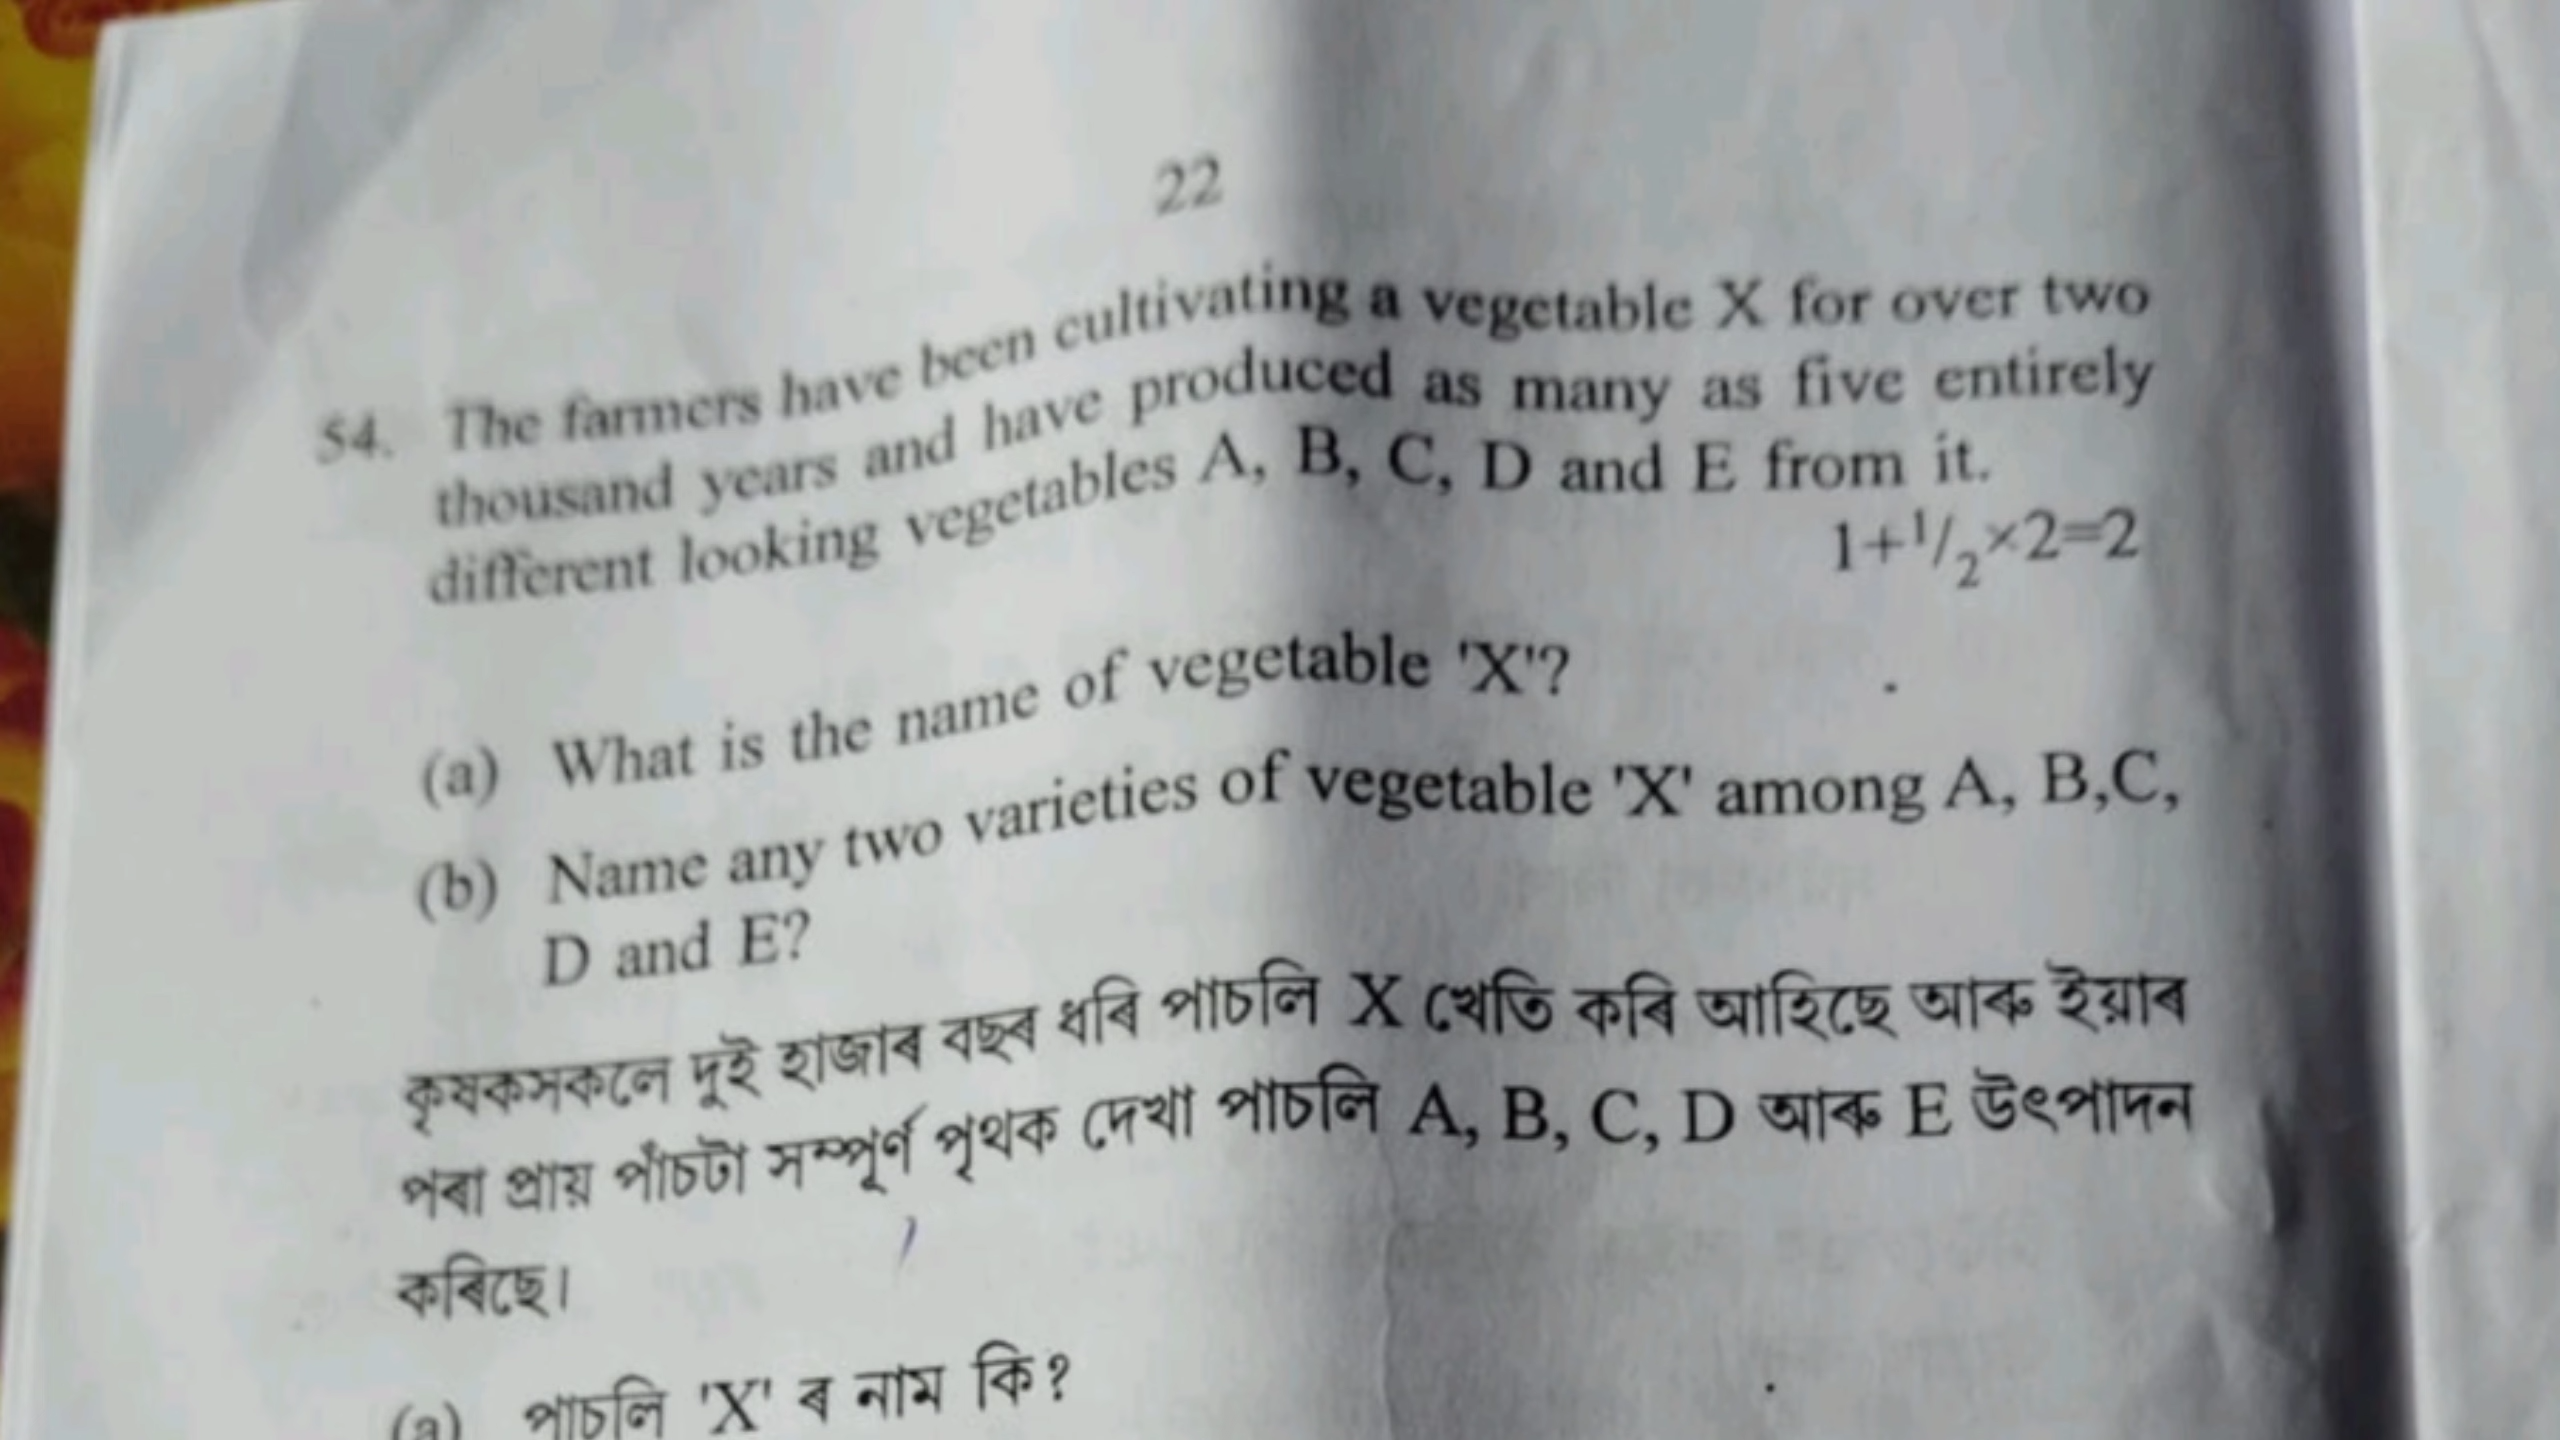 22
54. The farmers have been cultivating a vegetable X for over two
thousand years and have produced as many as five entirely
different looking vegetables A, B, C, D and E from it.
1+1/2×2=2
(a) What is the name of vegetable 'X'?
(b) Name any two varieties of vegetable 'X' among A, B,C,
D and E?
কৃষকসকলে দুই হাজাৰ বছৰ ধৰি পাচলি X খেতি কৰি আহিছে আৰু ইয়াৰ
পৰা প্ৰায় পাঁচটা সম্পূৰ্ণ পৃথক দেখা পাচলি A, B, C, D আৰু E উৎপাদন
কৰিছে।
(a) পাচলি 'X' ৰ নাম কি?